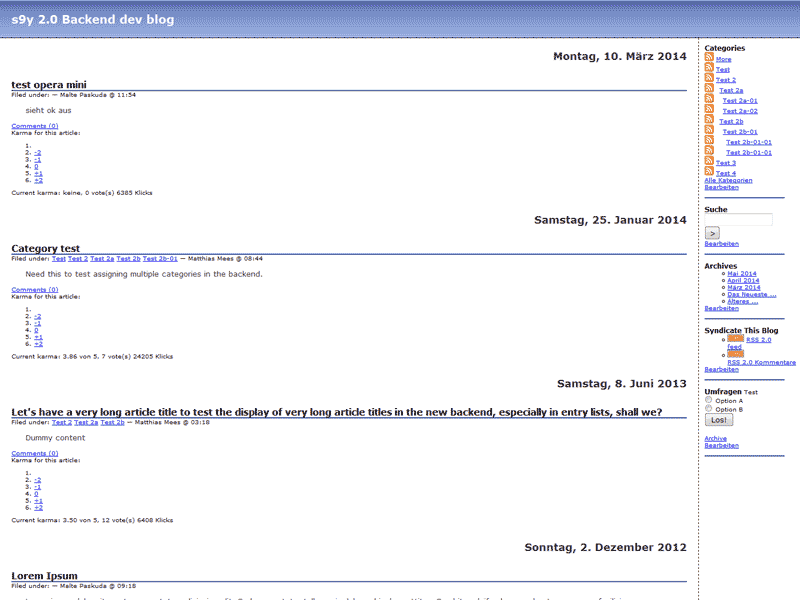 s9y 2.0 Backend dev blog
Montag, 10. März 2014
test opera mini
Filed under: — Malte Paskuda @ 11:54
sieht ok aus
Comments (0)
Karma for this article:
1.
2. -2
3. -1
4. 0
5. +1
6. +2
Current karma: keine, 0 vote(s) 6385 Klicks
Samstag, 25. Januar 2014
Category test
Filed under: Test Test 2 Test 2a Test 2b Test 2b-01 — Matthias Mees @ 08:44
Need this to test assigning multiple categories in the backend.
Comments (0)
Karma for this article:
1.
2. -2
3. -1
4. 0
5. +1
6. +2
Current karma: 3.86 von 5, 7 vote(s) 24205 Klicks
Samstag, 8. Juni 2013
Let's have a very long article title to test the display of very long article titles in the new backend, especially in entry lists, shall we?
Filed under: Test 2 Test 2a Test 2b — Matthias Mees @ 03:18
Dummy content
Comments (0)
Karma for this article:
1.
2. -2
3. -1
4. 0
5. +1
6. +2
Current karma: 3.50 von 5, 12 vote(s) 6408 Klicks
Sonntag, 2. Dezember 2012
Lorem Ipsum
Filed under: — Malte Paskuda @ 09:18
Categories
More
Test
Test 2
Test 2a
Test 2a-01
Test 2a-02
Test 2b
Test 2b-01
Test 2b-01-01
Test 2b-01-01
Test 3
Test 4
Alle Kategorien
Bearbeiten
Suche
>
Bearbeiten
Archives
Mai 2014
April 2014
März 2014
Das Neueste ...
Älteres ...
Bearbeiten
Syndicate This Blog
RSS 2.0
feed
RSS 2.0 Kommentare
Bearbeiten
Umfragen Test
Option A
Option B
Los!
Archive
Bearbeiten